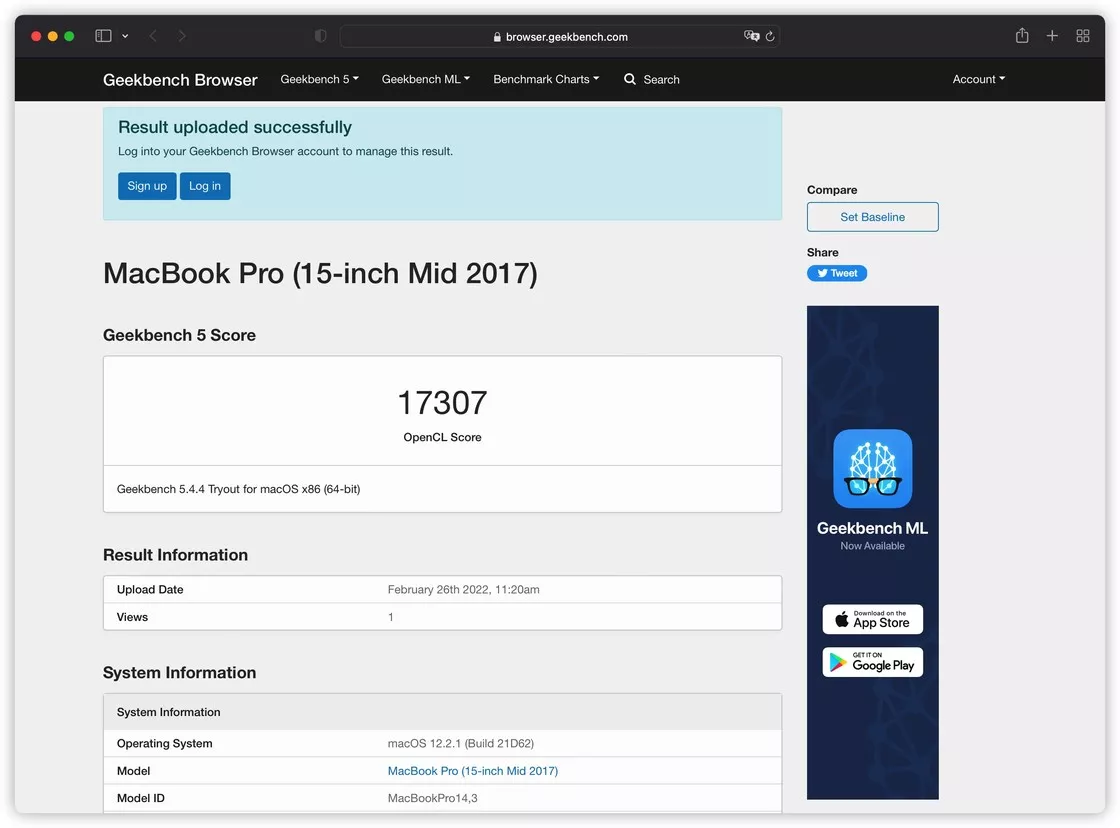 browser.geekbench.com
Geekbench Browser Geekbench 5 Geekbench ML Benchmark Charts Search Account
Result uploaded successfully
Log into your Geekbench Browser account to manage this result.
Sign up Log in
Compare
Set Baseline
Share
Tweet
MacBook Pro (15-inch Mid 2017)
Geekbench 5 Score
17307
OpenCL Score
Geekbench 5.4.4 Tryout for macOS x86 (64-bit)
Result Information
Upload Date February 26th 2022, 11:20am
Views 1
System Information
System Information
Operating System macOS 12.2.1 (Build 21D62)
Model MacBook Pro (15-inch Mid 2017)
Model ID MacBookPro14,3
Geekbench ML
Now Available
Download on the
App Store
GET IT ON
Google Play